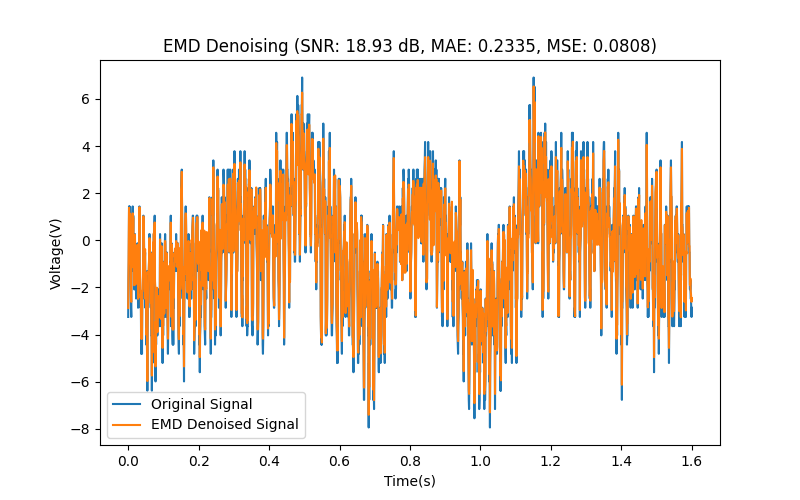 EMD Denoising (SNR: 18.93 dB, MAE: 0.2335, MSE: 0.0808)
6
4
2
0
−2
−4
−6
−8
Voltage(V)
Original Signal
EMD Denoised Signal
0.0 0.2 0.4 0.6 0.8 1.0 1.2 1.4 1.6
Time(s)